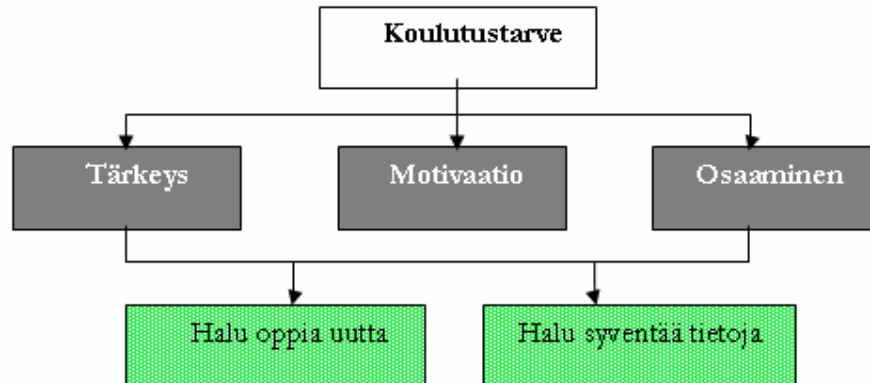 Koulutustarve
Tärkeys
Motivaatio
Osaaminen
Halu oppia uutta
Halu syventää tietoja